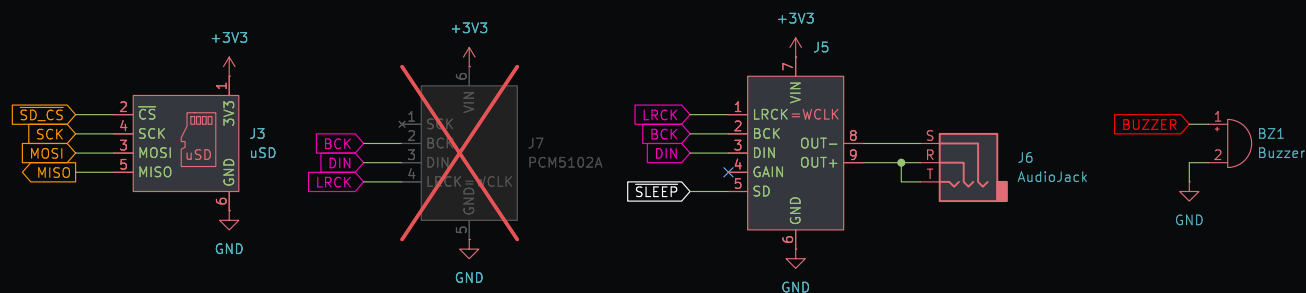 +3V3
1
SD_CS 2 CS 3V3
SCK 4 SCK
MOSI 3 MOSI uSD
MISO 5 MISO GND
6
J3
uSD
GND
+3V3
6
VIN
1 SCK
BCK 2 BCK
DIN 3 DIN
LRCK 4 LRCK=WCLK
GND
5
J7
PCM5102A
GND
+3V3
J5
7
VIN
LRCK 1 LRCK=WCLK
BCK 2 BCK
DIN 3 DIN
4 GAIN
SLEEP 5 SD
OUT- 8
OUT+ 9
GND
6
GND
S
R
T
J6
AudioJack
BUZZER 1
+
2
BZ1
Buzzer
GND